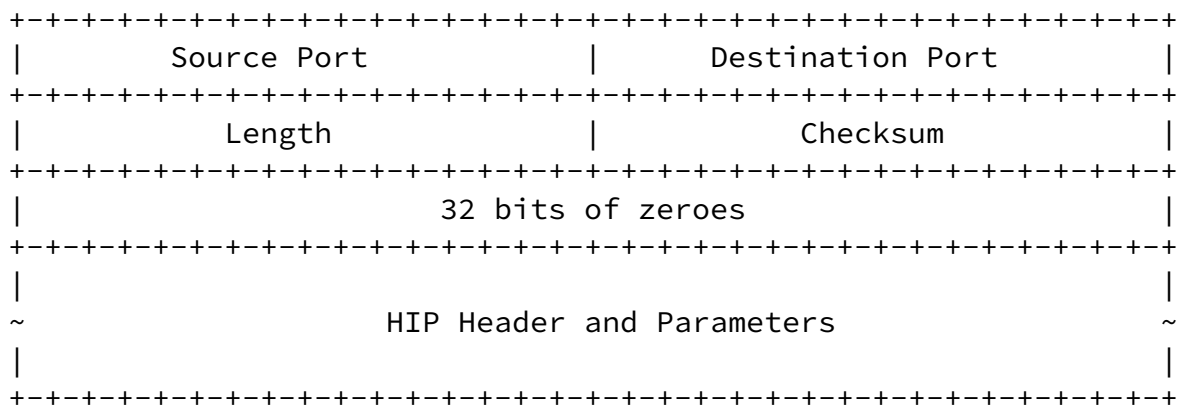 +-+-+-+-+-+-+-+-+-+-+-+-+-+-+-+-+-+-+-+-+-+-+-+-+-+-+-+-+-+-+-+-+
|         Source Port           |       Destination Port        |
+-+-+-+-+-+-+-+-+-+-+-+-+-+-+-+-+-+-+-+-+-+-+-+-+-+-+-+-+-+-+-+-+
|           Length              |           Checksum            |
+-+-+-+-+-+-+-+-+-+-+-+-+-+-+-+-+-+-+-+-+-+-+-+-+-+-+-+-+-+-+-+-+
|                       32 bits of zeroes                       |
+-+-+-+-+-+-+-+-+-+-+-+-+-+-+-+-+-+-+-+-+-+-+-+-+-+-+-+-+-+-+-+-+
|                                                               |
~                    HIP Header and Parameters                  ~
|                                                               |
+-+-+-+-+-+-+-+-+-+-+-+-+-+-+-+-+-+-+-+-+-+-+-+-+-+-+-+-+-+-+-+-+